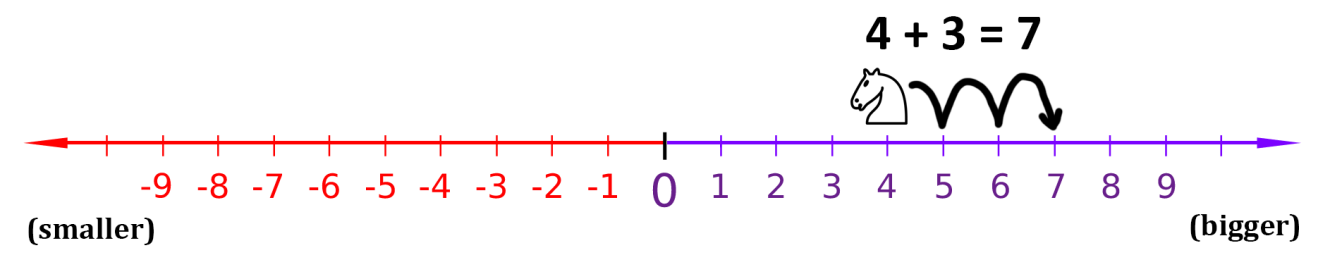 4 + 3 = 7
-9 -8 -7 -6 -5 -4 -3 -2 -1 0 1 2 3 4 5 6 7 8 9
(smaller) (bigger)